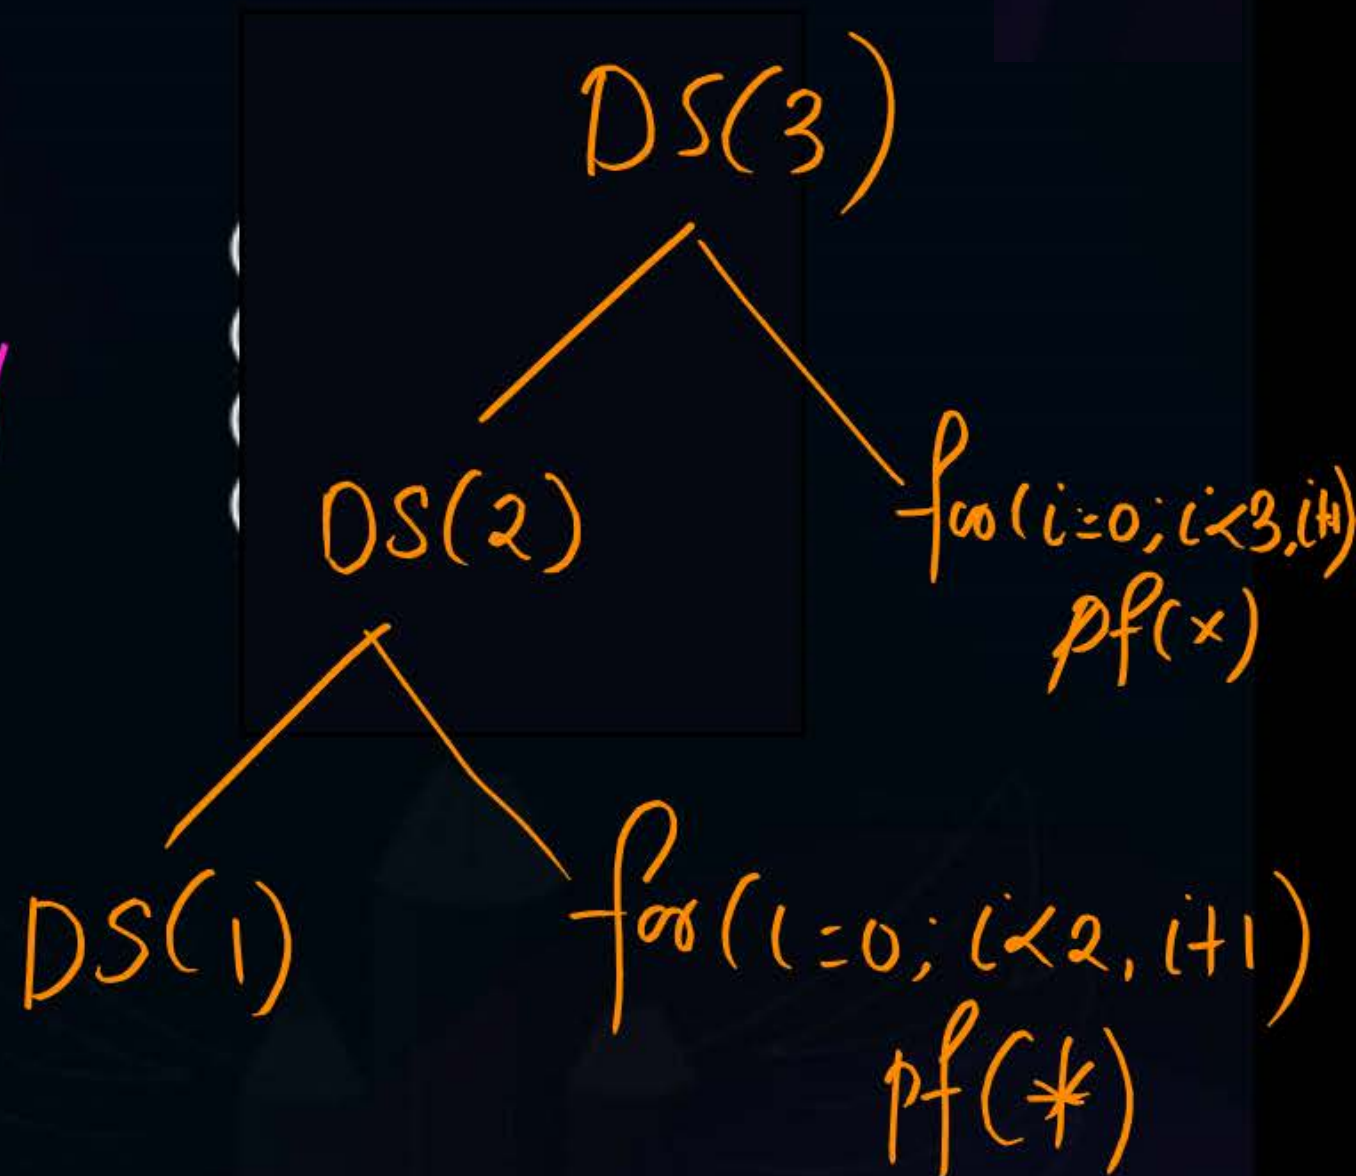 DS(3)
DS(2)
for(i=0; i<3, i++)
pf(x)
DS(1)
for(i=0; i<2, i+1)
pf(*)